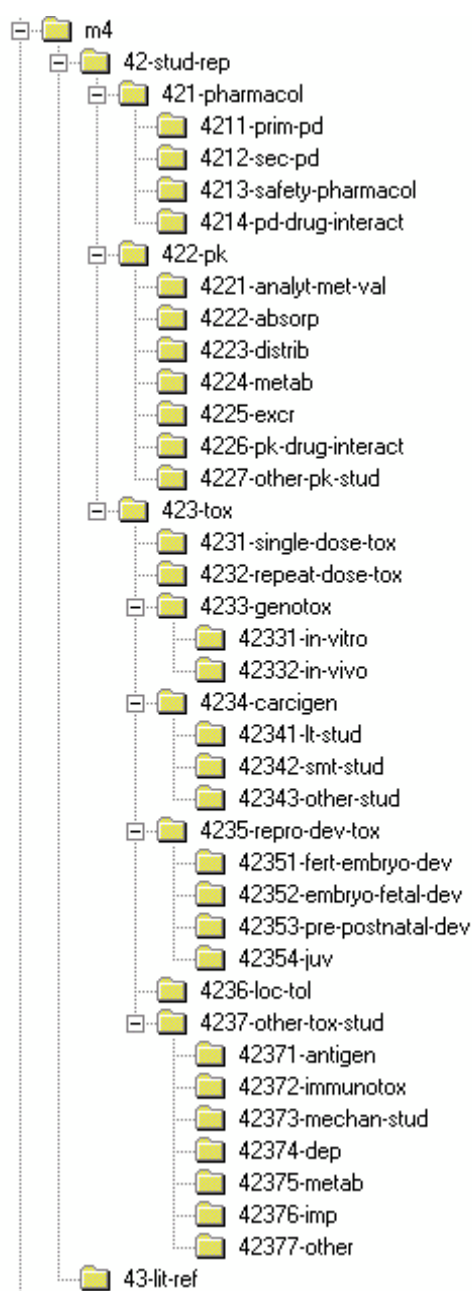 m4
42-stud-rep
421-pharmacol
4211-prim-pd
4212-sec-pd
4213-safety-pharmacol
4214-pd-drug-interact
422-pk
4221-analyt-met-val
4222-absorp
4223-distrib
4224-metab
4225-excr
4226-pk-drug-interact
4227-other-pk-stud
423-tox
4231-single-dose-tox
4232-repeat-dose-tox
4233-genotox
42331-in-vitro
42332-in-vivo
4234-carcigen
42341-lt-stud
42342-smt-stud
42343-other-stud
4235-repro-dev-tox
42351-fert-embryo-dev
42352-embryo-fetal-dev
42353-pre-postnatal-dev
42354-juv
4236-loc-tol
4237-other-tox-stud
42371-antigen
42372-immunotox
42373-mechan-stud
42374-dep
42375-metab
42376-imp
42377-other
43-lit-ref